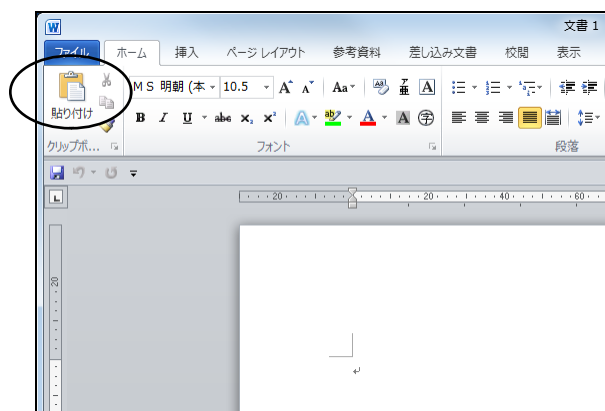 文書 1
ファイル ホーム 挿入 ページ レイアウト 参考資料 差し込み文書 校閲 表示
貼り付け
MS 明朝 (本 10.5 A A Aa A
B I U abc x₂ x² A ab A A 字
クリップボ... フォント 段落
L 20 20 40 60
20